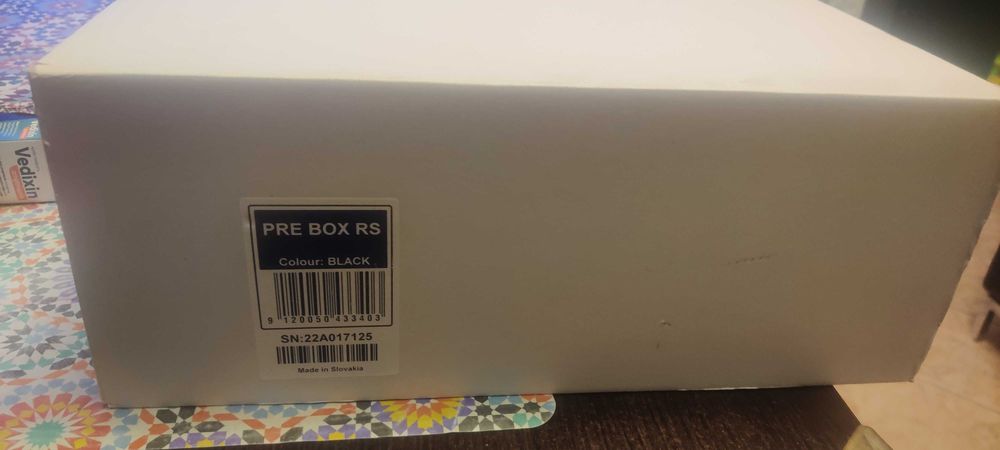 PRE BOX RS
Colour: BLACK
9 120050 433403
SN:22A017125
Made in Slovakia
Vedixin